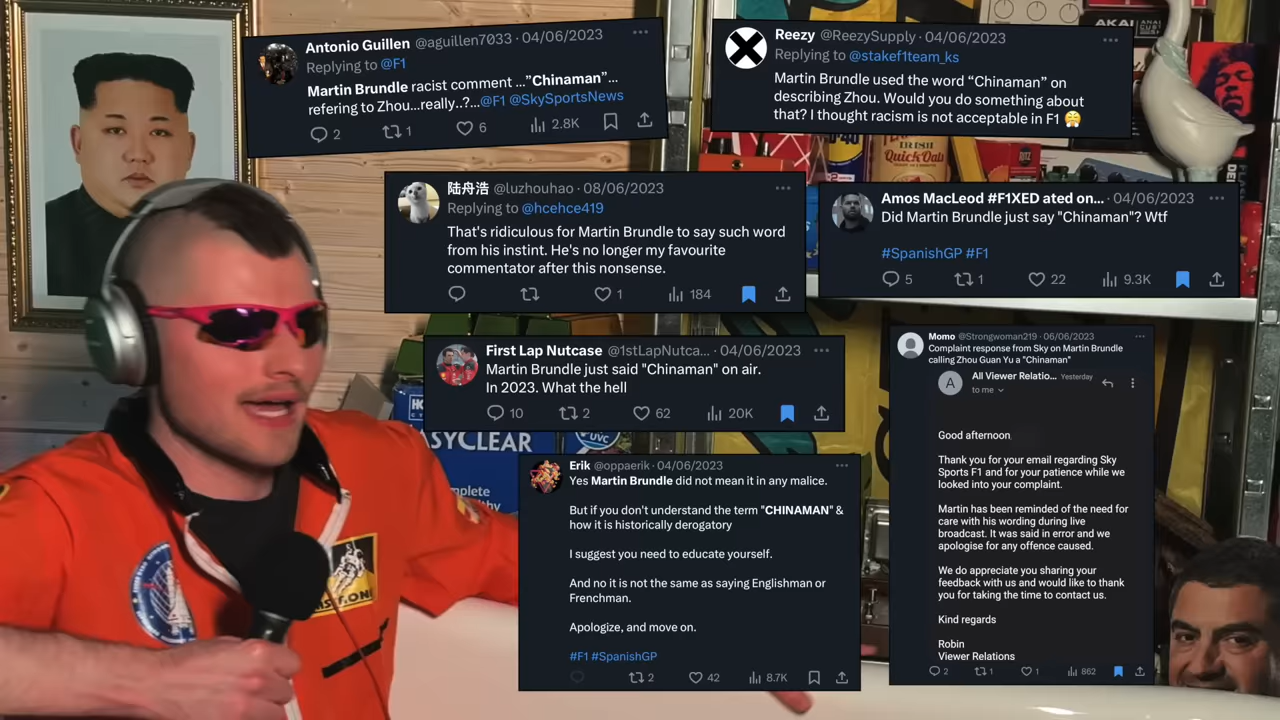 Antonio Guillen @aguillen7033 · 04/06/2023
Replying to @F1
Martin Brundle racist comment ...”Chinaman”...
refering to Zhou...really..?...@F1 @SkySportsNews
2 1 6 2.8K
Reezy @ReezySupply · 04/06/2023
Replying to @stakef1team_ks
Martin Brundle used the word “Chinaman” on
describing Zhou. Would you do something about
that? I thought racism is not acceptable in F1 😤
AKAI
IRISH
QuickOats
陆舟浩 @luzhouhao · 08/06/2023
Replying to @hcehce419
That's ridiculous for Martin Brundle to say such word
from his instint. He's no longer my favourite
commentator after this nonsense.
1 184
Amos MacLeod #F1XED ated on... · 04/06/2023
Did Martin Brundle just say "Chinaman"? Wtf
#SpanishGP #F1
5 1 22 9.3K
First Lap Nutcase @1stLapNutca... · 04/06/2023
Martin Brundle just said "Chinaman" on air.
In 2023. What the hell
10 2 62 20K
SYCLEAR
UVC
Erik @oppaerik · 04/06/2023
Yes Martin Brundle did not mean it in any malice.
But if you don't understand the term "CHINAMAN" &
how it is historically derogatory
I suggest you need to educate yourself.
And no it is not the same as saying Englishman or
Frenchman.
Apologize, and move on.
#F1 #SpanishGP
2 42 8.7K
Momo @Strongwoman219 · 06/06/2023
Complaint response from Sky on Martin Brundle
calling Zhou Guan Yu a "Chinaman"
A All Viewer Relatio... Yesterday
to me
Good afternoon
Thank you for your email regarding Sky
Sports F1 and for your patience while we
looked into your complaint.
Martin has been reminded of the need for
care with his wording during live
broadcast. It was said in error and we
apologise for any offence caused.
We do appreciate you sharing your
feedback with us and would like to thank
you for taking the time to contact us.
Kind regards
Robin
Viewer Relations
2 1 1 862